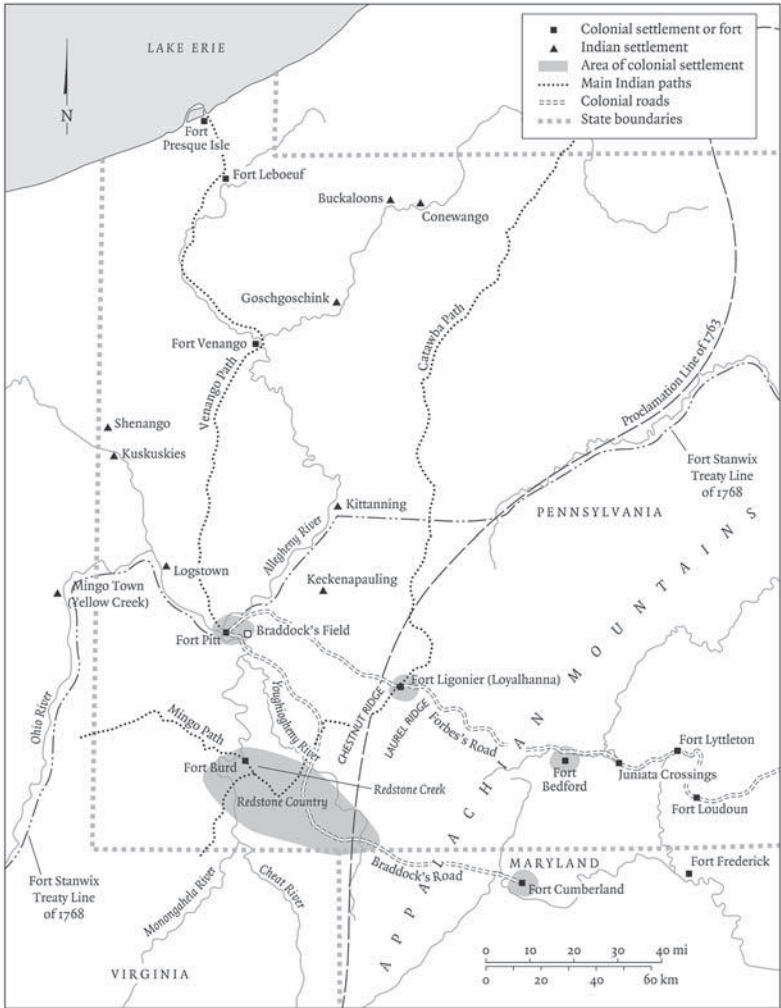 LAKE ERIE
N
Colonial settlement or fort
Indian settlement
Area of colonial settlement
Main Indian paths
Colonial roads
State boundaries
Fort
Presque Isle
Fort Leboeuf
Buckaloons
Conewango
Goschgoschink
Fort Venango
Venango Path
Catawba Path
Proclamation Line of 1763
Shenango
Kuskuskies
Fort Stanwix
Treaty Line
of 1768
Kittanning
Allegheny River
PENNSYLVANIA
Logstown
Keckenapauling
Mingo Town
(Yellow Creek)
Fort Pitt
Braddock's Field
Ohio River
Youghiogheny River
CHESTNUT RIDGE
Fort Ligonier (Loyalhanna)
LAUREL RIDGE
Forbes's Road
APPALACHIAN MOUNTAINS
Mingo Path
Fort Burd
Redstone Creek
Redstone Country
Fort
Bedford
Juniata Crossings
Fort Lyttleton
Fort Loudoun
Fort Stanwix
Treaty Line
of 1768
Monongahela River
Cheat River
Braddock's Road
MARYLAND
Fort Cumberland
Fort Frederick
VIRGINIA
0 10 20 30 40 mi
0 20 40 60 km